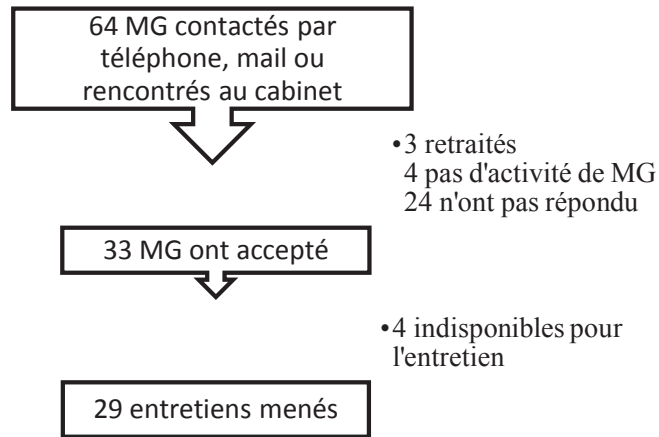 64 MG contactés par
téléphone, mail ou
rencontrés au cabinet
•3 retraités
4 pas d'activité de MG
24 n'ont pas répondu
33 MG ont accepté
•4 indisponibles pour
l'entretien
29 entretiens menés